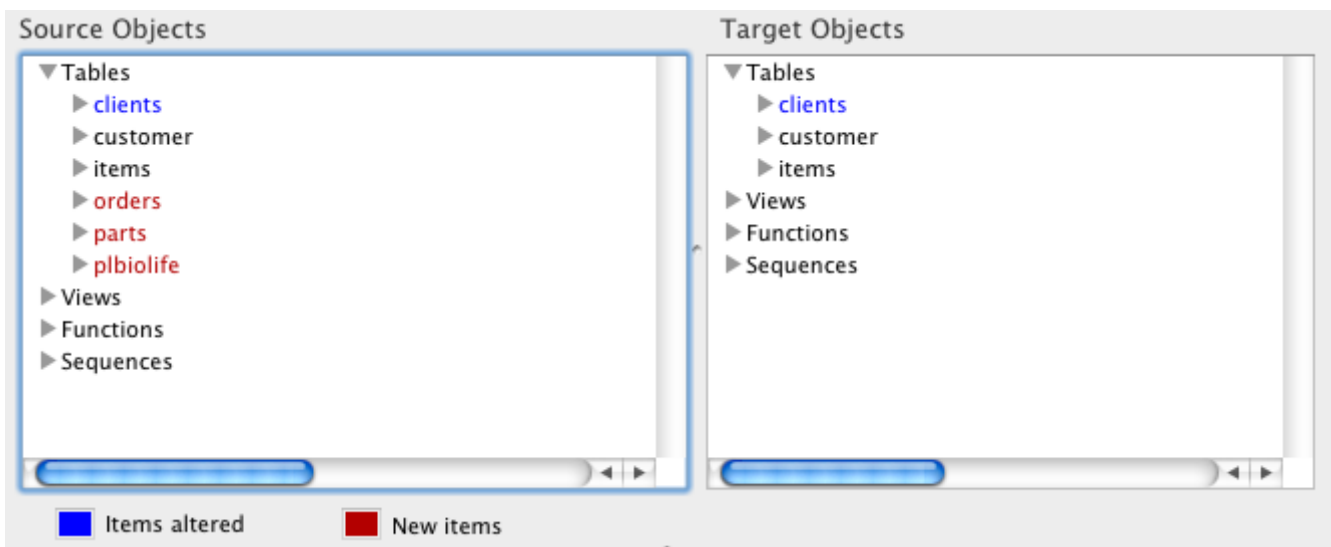 Source Objects
Tables
clients
customer
items
orders
parts
plbiolife
Views
Functions
Sequences
Target Objects
Tables
clients
customer
items
Views
Functions
Sequences
Items altered
New items